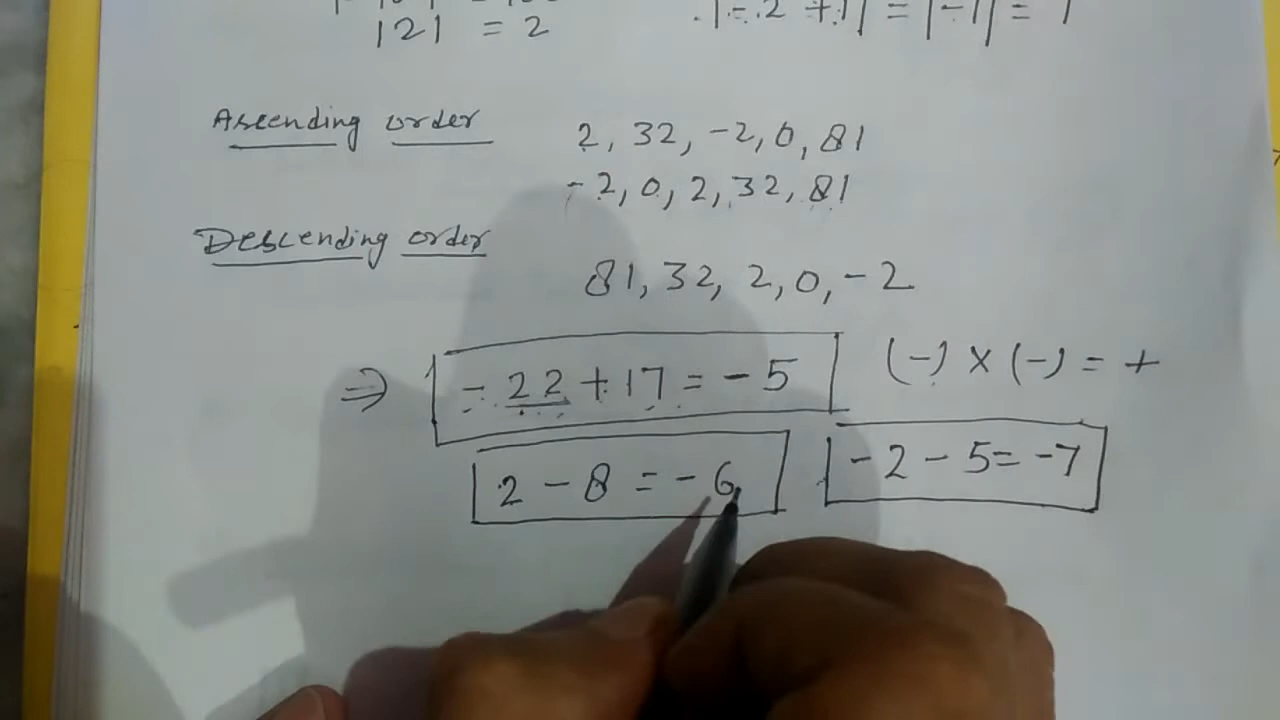 |2| = 2
|-2+1| = |-1| = 1
Ascending order 2, 32, -2, 0, 81
-2, 0, 2, 32, 81
Descending order
81, 32, 2, 0, -2
⇒ -22+17 = -5 (-) × (-) = +
2 - 8 = -6 -2 - 5 = -7